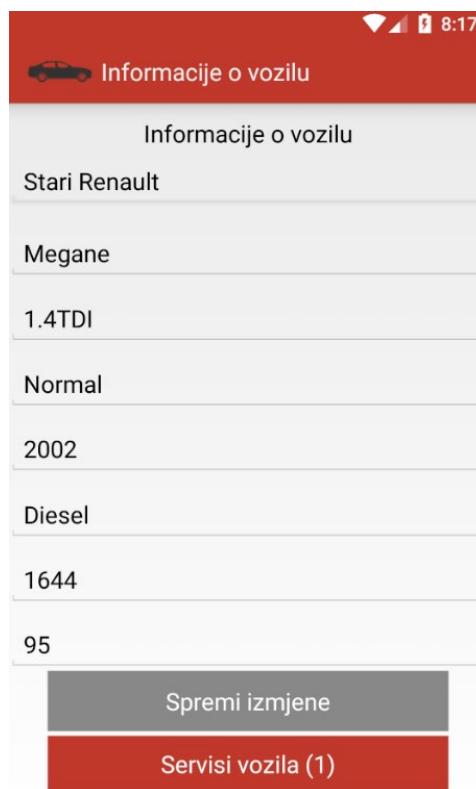 8:17
Informacije o vozilu
Informacije o vozilu
Stari Renault
Megane
1.4TDI
Normal
2002
Diesel
1644
95
Spremi izmjene
Servisi vozila (1)